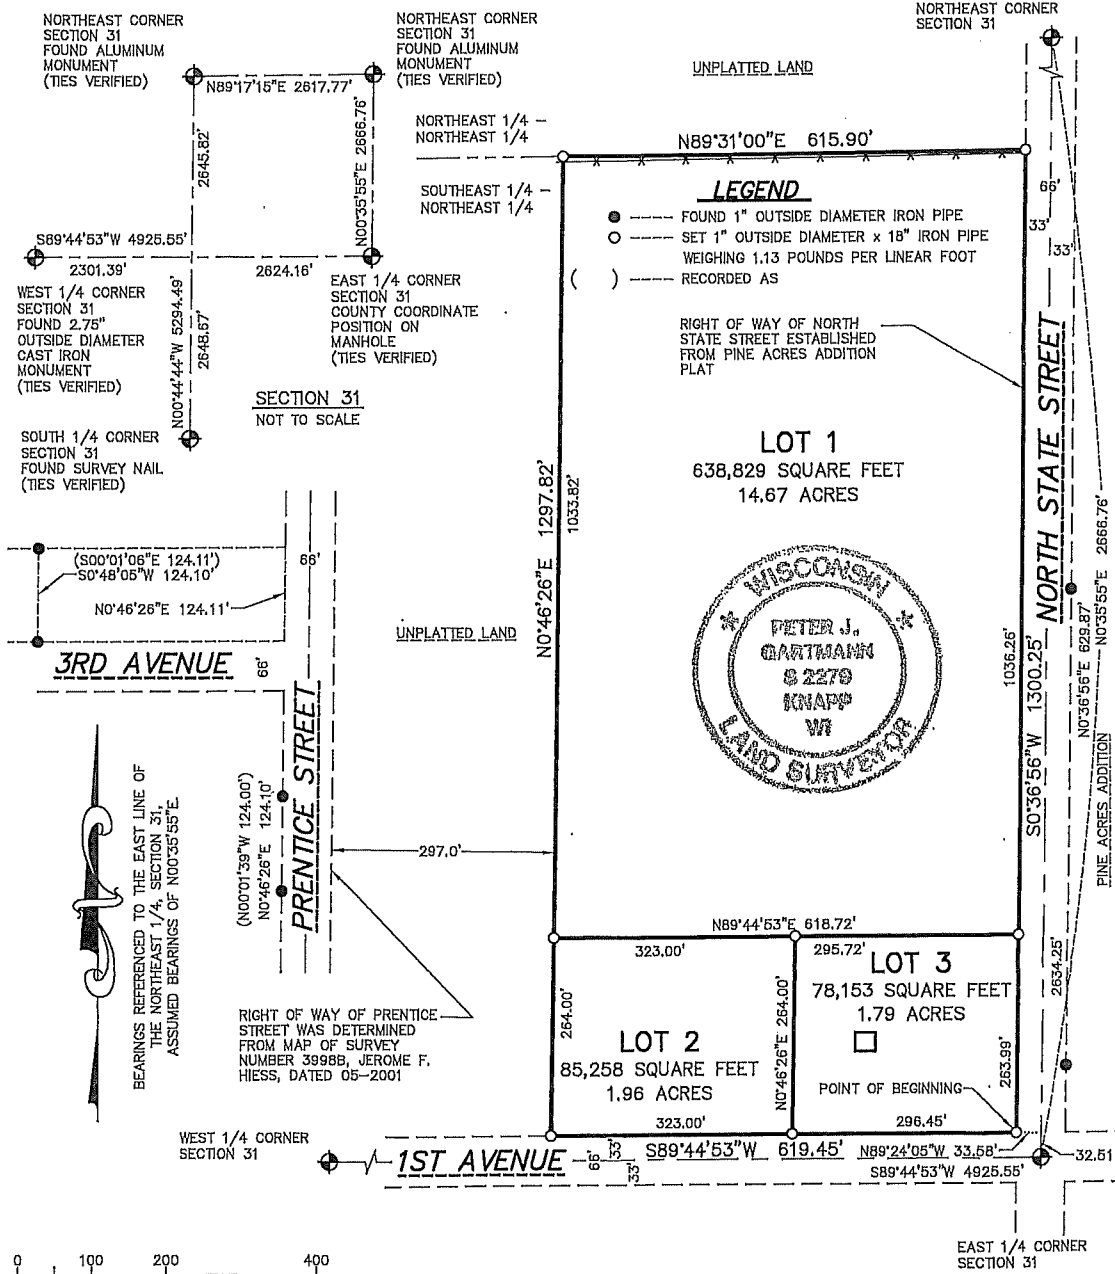 NORTHEAST CORNER
SECTION 31
FOUND ALUMINUM
MONUMENT
(TIES VERIFIED)
NORTHEAST CORNER
SECTION 31
FOUND ALUMINUM
MONUMENT
(TIES VERIFIED)
NORTHEAST CORNER
SECTION 31
N89°17'15"E 2617.77'
2645.82'
N00°35'55"E 2666.76'
S89°44'53"W 4925.55'
2301.39'
2624.16'
WEST 1/4 CORNER
SECTION 31
FOUND 2.75"
OUTSIDE DIAMETER
CAST IRON
MONUMENT
(TIES VERIFIED)
N00°44'44"W 5294.49'
2648.67'
EAST 1/4 CORNER
SECTION 31
COUNTY COORDINATE
POSITION ON
MANHOLE
(TIES VERIFIED)
SECTION 31
NOT TO SCALE
SOUTH 1/4 CORNER
SECTION 31
FOUND SURVEY NAIL
(TIES VERIFIED)
UNPLATTED LAND
NORTHEAST 1/4 -
NORTHEAST 1/4
SOUTHEAST 1/4 -
NORTHEAST 1/4
N89°31'00"E 615.90'
LEGEND
FOUND 1" OUTSIDE DIAMETER IRON PIPE
SET 1" OUTSIDE DIAMETER x 18" IRON PIPE
WEIGHING 1.13 POUNDS PER LINEAR FOOT
( ) RECORDED AS
66'
33'
33'
RIGHT OF WAY OF NORTH
STATE STREET ESTABLISHED
FROM PINE ACRES ADDITION
PLAT
NORTH STATE STREET
LOT 1
638,829 SQUARE FEET
14.67 ACRES
N0°46'26"E 1297.82'
1033.82'
(S00°01'06"E 124.11')
S0°48'05"W 124.10'
N0°46'26"E 124.11'
66'
UNPLATTED LAND
3RD AVENUE
66'
PRENTICE STREET
(N00°01'39"W 124.00')
N0°46'26"E 124.10'
297.0'
WISCONSIN
PETER J.
GARTMANN
S 2279
KNAPP
WI
LAND SURVEYOR
1036.26'
S0°36'56"W 1300.25'
N0°36'56"E 629.87'
N0°35'55"E 2666.76'
PINE ACRES ADDITION
2634.25'
BEARINGS REFERENCED TO THE EAST LINE OF
THE NORTHEAST 1/4, SECTION 31,
ASSUMED BEARINGS OF N00°35'55"E.
RIGHT OF WAY OF PRENTICE
STREET WAS DETERMINED
FROM MAP OF SURVEY
NUMBER 3998B, JEROME F.
HIESS, DATED 05-2001
N89°44'53"E 618.72'
323.00'
295.72'
264.00'
LOT 2
85,258 SQUARE FEET
1.96 ACRES
323.00'
N0°46'26"E 264.00'
LOT 3
78,153 SQUARE FEET
1.79 ACRES
263.99'
POINT OF BEGINNING
296.45'
WEST 1/4 CORNER
SECTION 31
1ST AVENUE
66'
33'
33'
S89°44'53"W 619.45'
N89°24'05"W 33.58'
S89°44'53"W 4925.55'
32.51
EAST 1/4 CORNER
SECTION 31
0 100 200 400